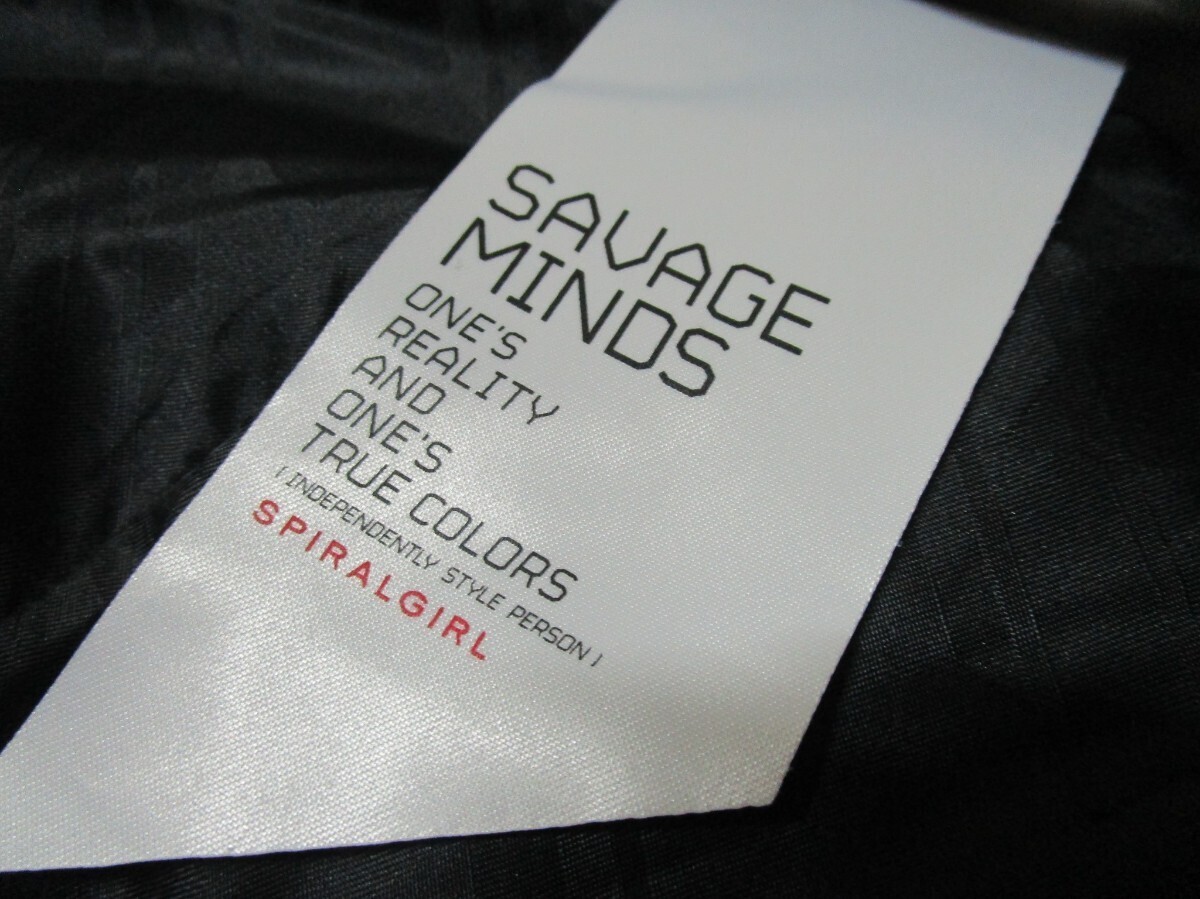 SAVAGE
MINDS
ONE'S
REALITY
AND
ONE'S
TRUE COLORS
( INDEPENDENTLY STYLE PERSON )
SPIRALGIRL